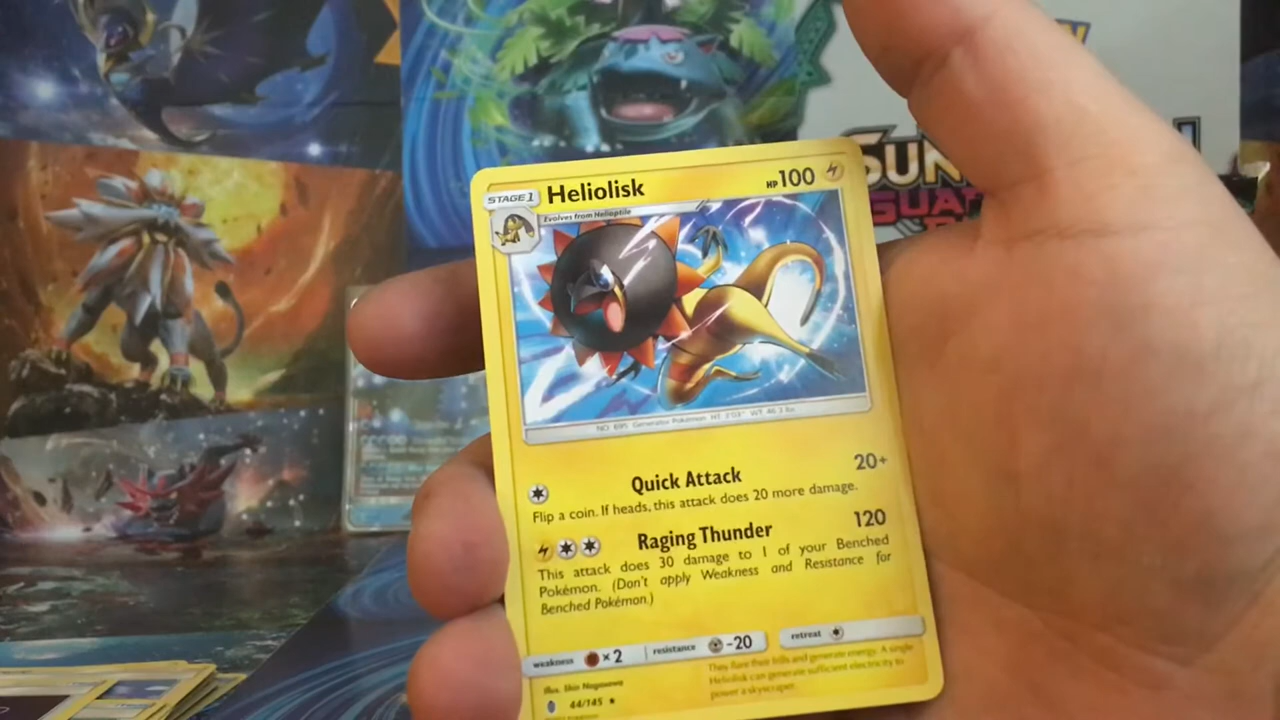 SUN
GUAR
STAGE 1 Heliolisk HP 100
Evolves from Helioptile
NO. 695 Generator Pokémon HT: 3'03" WT: 46.3 lbs.
Quick Attack 20+
Flip a coin. If heads, this attack does 20 more damage.
Raging Thunder 120
This attack does 30 damage to 1 of your Benched
Pokémon. (Don't apply Weakness and Resistance for
Benched Pokémon.)
weakness ×2 resistance -20 retreat
Illus. Shin Nagasawa
They flare their frills and generate energy. A single
Heliolisk can generate sufficient electricity to
power a skyscraper.
44/145